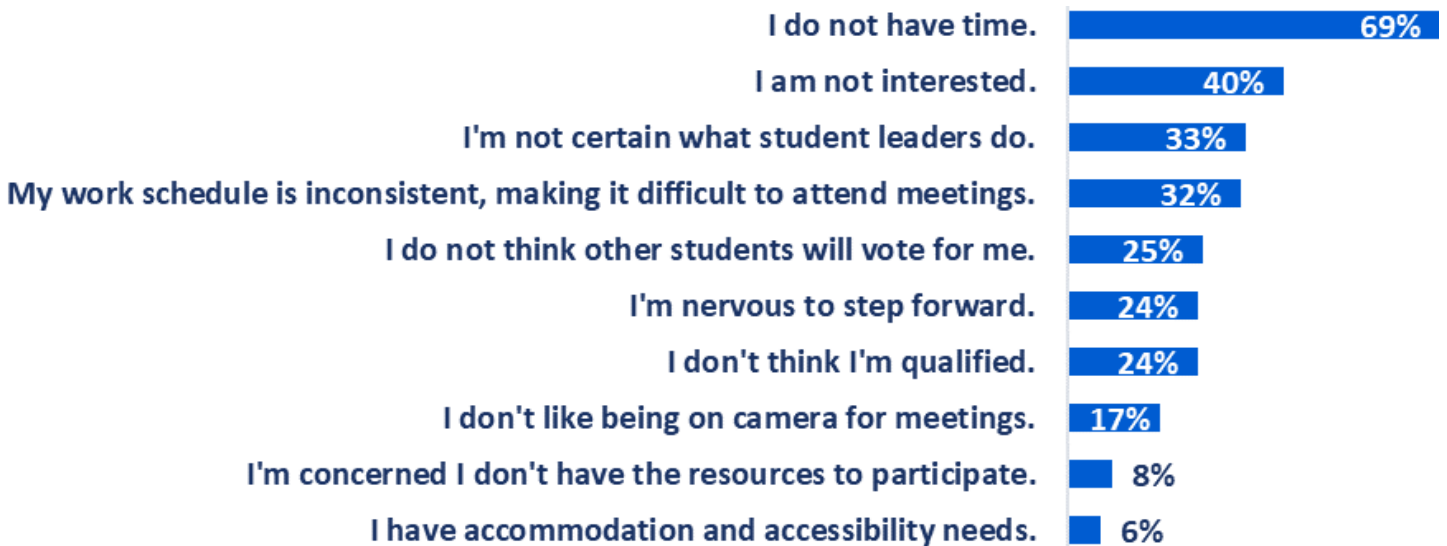 I do not have time. 69%
I am not interested. 40%
I'm not certain what student leaders do. 33%
My work schedule is inconsistent, making it difficult to attend meetings. 32%
I do not think other students will vote for me. 25%
I'm nervous to step forward. 24%
I don't think I'm qualified. 24%
I don't like being on camera for meetings. 17%
I'm concerned I don't have the resources to participate. 8%
I have accommodation and accessibility needs. 6%